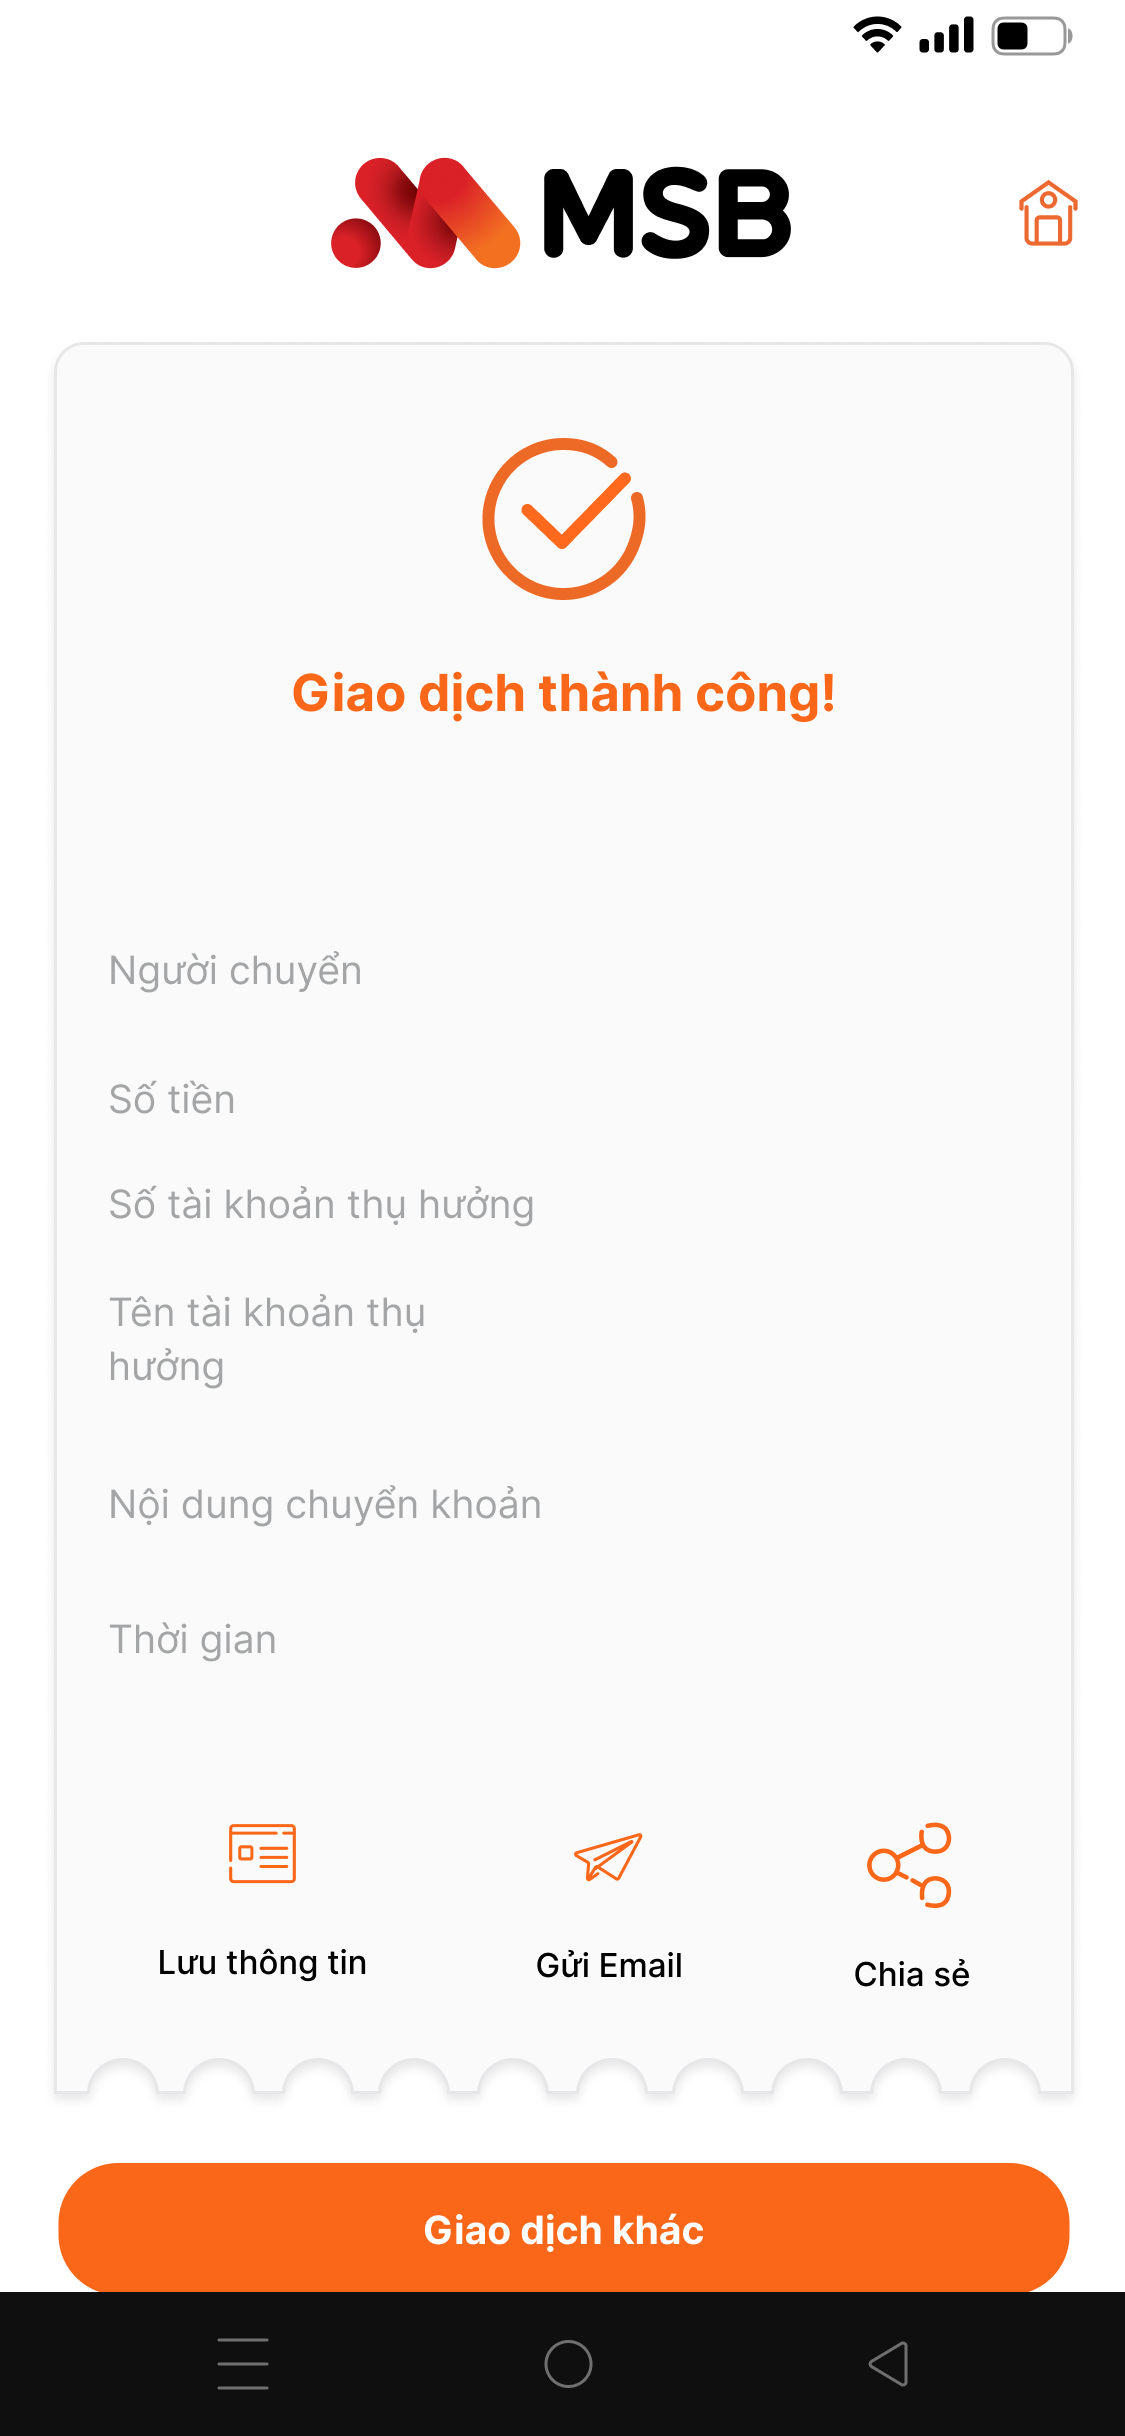 MSB
Giao dịch thành công!
Người chuyển
Số tiền
Số tài khoản thụ hưởng
Tên tài khoản thụ
hưởng
Nội dung chuyển khoản
Thời gian
Lưu thông tin
Gửi Email
Chia sẻ
Giao dịch khác